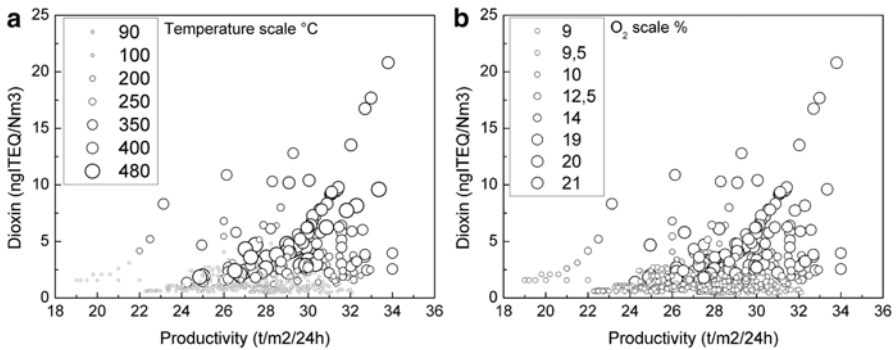 a
Temperature scale °C
90
100
200
250
350
400
480
25
20
15
10
5
0
Dioxin (ngITEQ/Nm3)
18 20 22 24 26 28 30 32 34 36
Productivity (t/m2/24h)
b
O2 scale %
9
9,5
10
12,5
14
19
20
21
25
20
15
10
5
0
Dioxin (ngITEQ/Nm3)
18 20 22 24 26 28 30 32 34 36
Productivity (t/m2/24h)